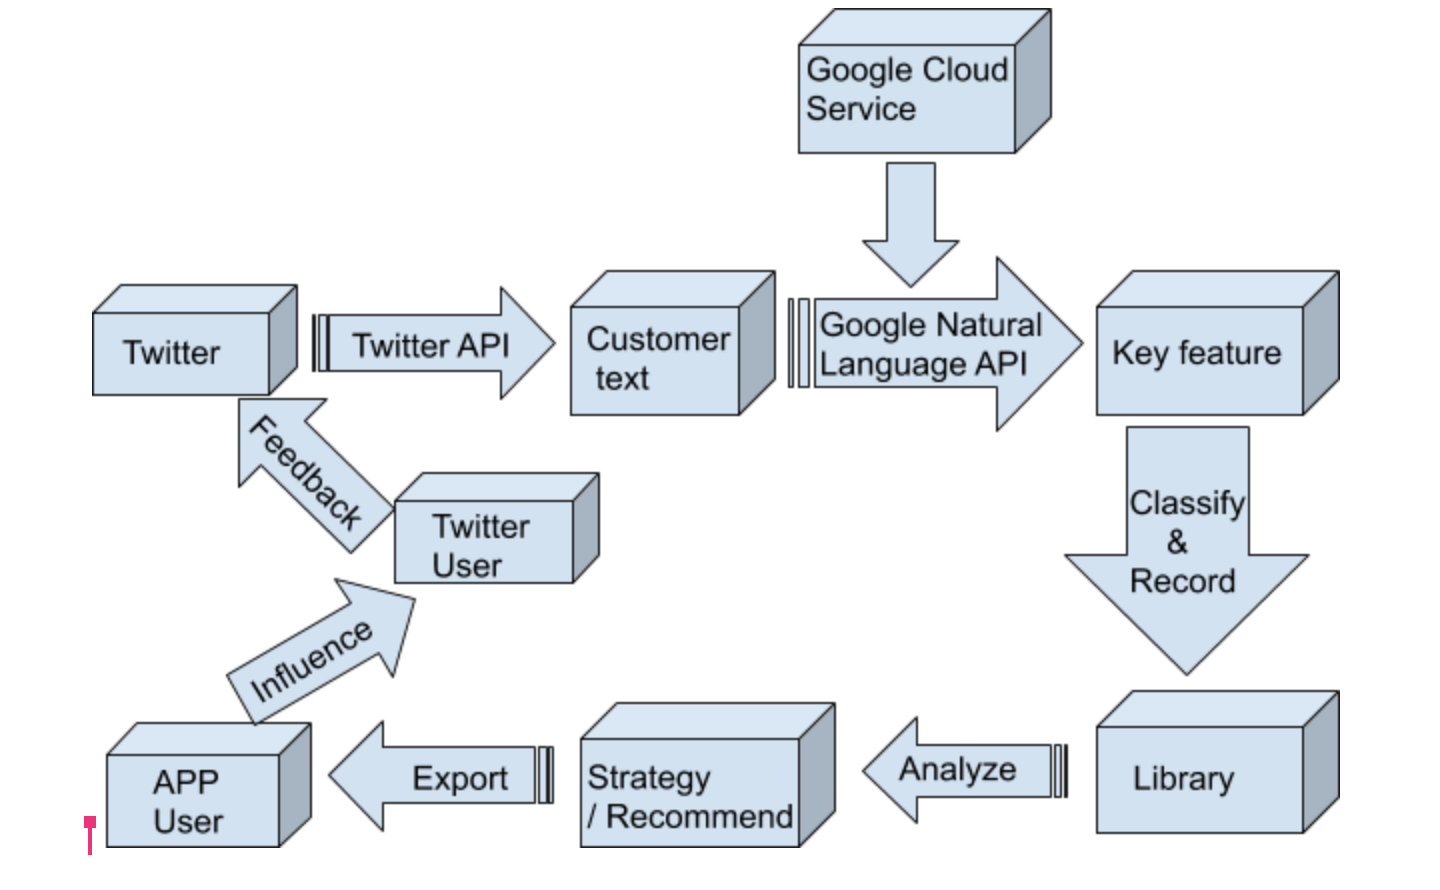 Google Cloud
Service
Twitter
Twitter API
Customer
text
Google Natural
Language API
Key feature
Feedback
Twitter
User
Classify
&
Record
Influence
APP
User
Export
Strategy
/ Recommend
Analyze
Library